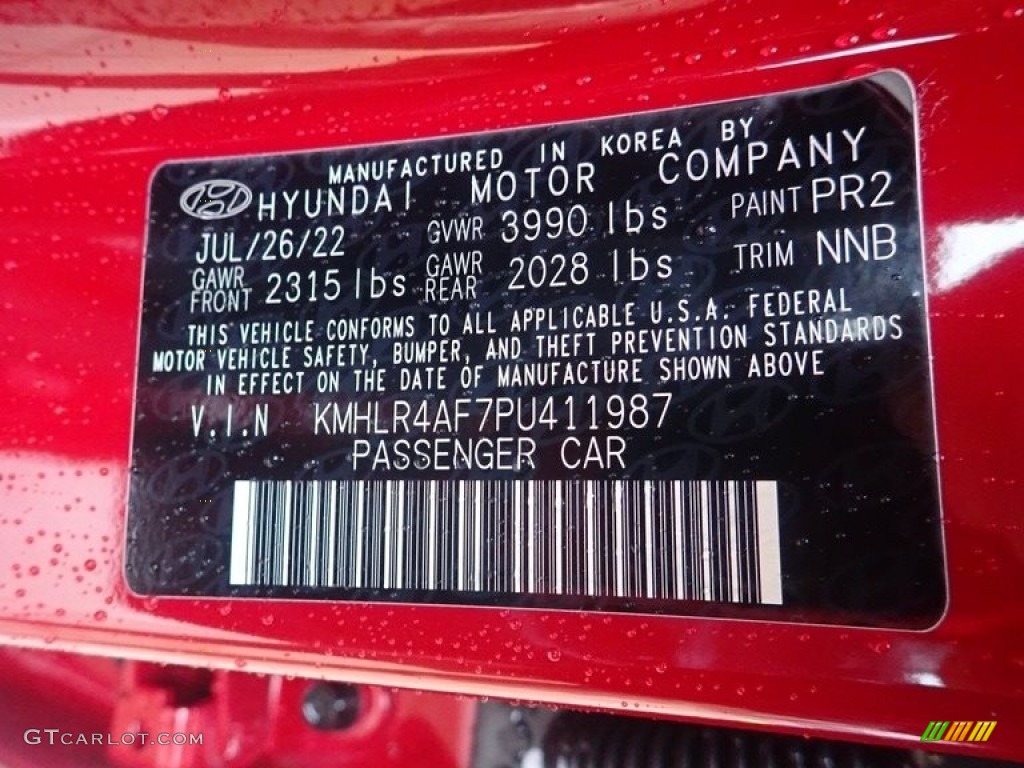 MANUFACTURED IN KOREA BY
HYUNDAI MOTOR COMPANY
JUL/26/22 GVWR 3990 lbs PAINT PR2
GAWR FRONT 2315 lbs GAWR REAR 2028 lbs TRIM NNB
THIS VEHICLE CONFORMS TO ALL APPLICABLE U.S.A. FEDERAL
MOTOR VEHICLE SAFETY, BUMPER, AND THEFT PREVENTION STANDARDS
IN EFFECT ON THE DATE OF MANUFACTURE SHOWN ABOVE
V.I.N KMHLR4AF7PU411987
PASSENGER CAR
GTCARLOT.COM